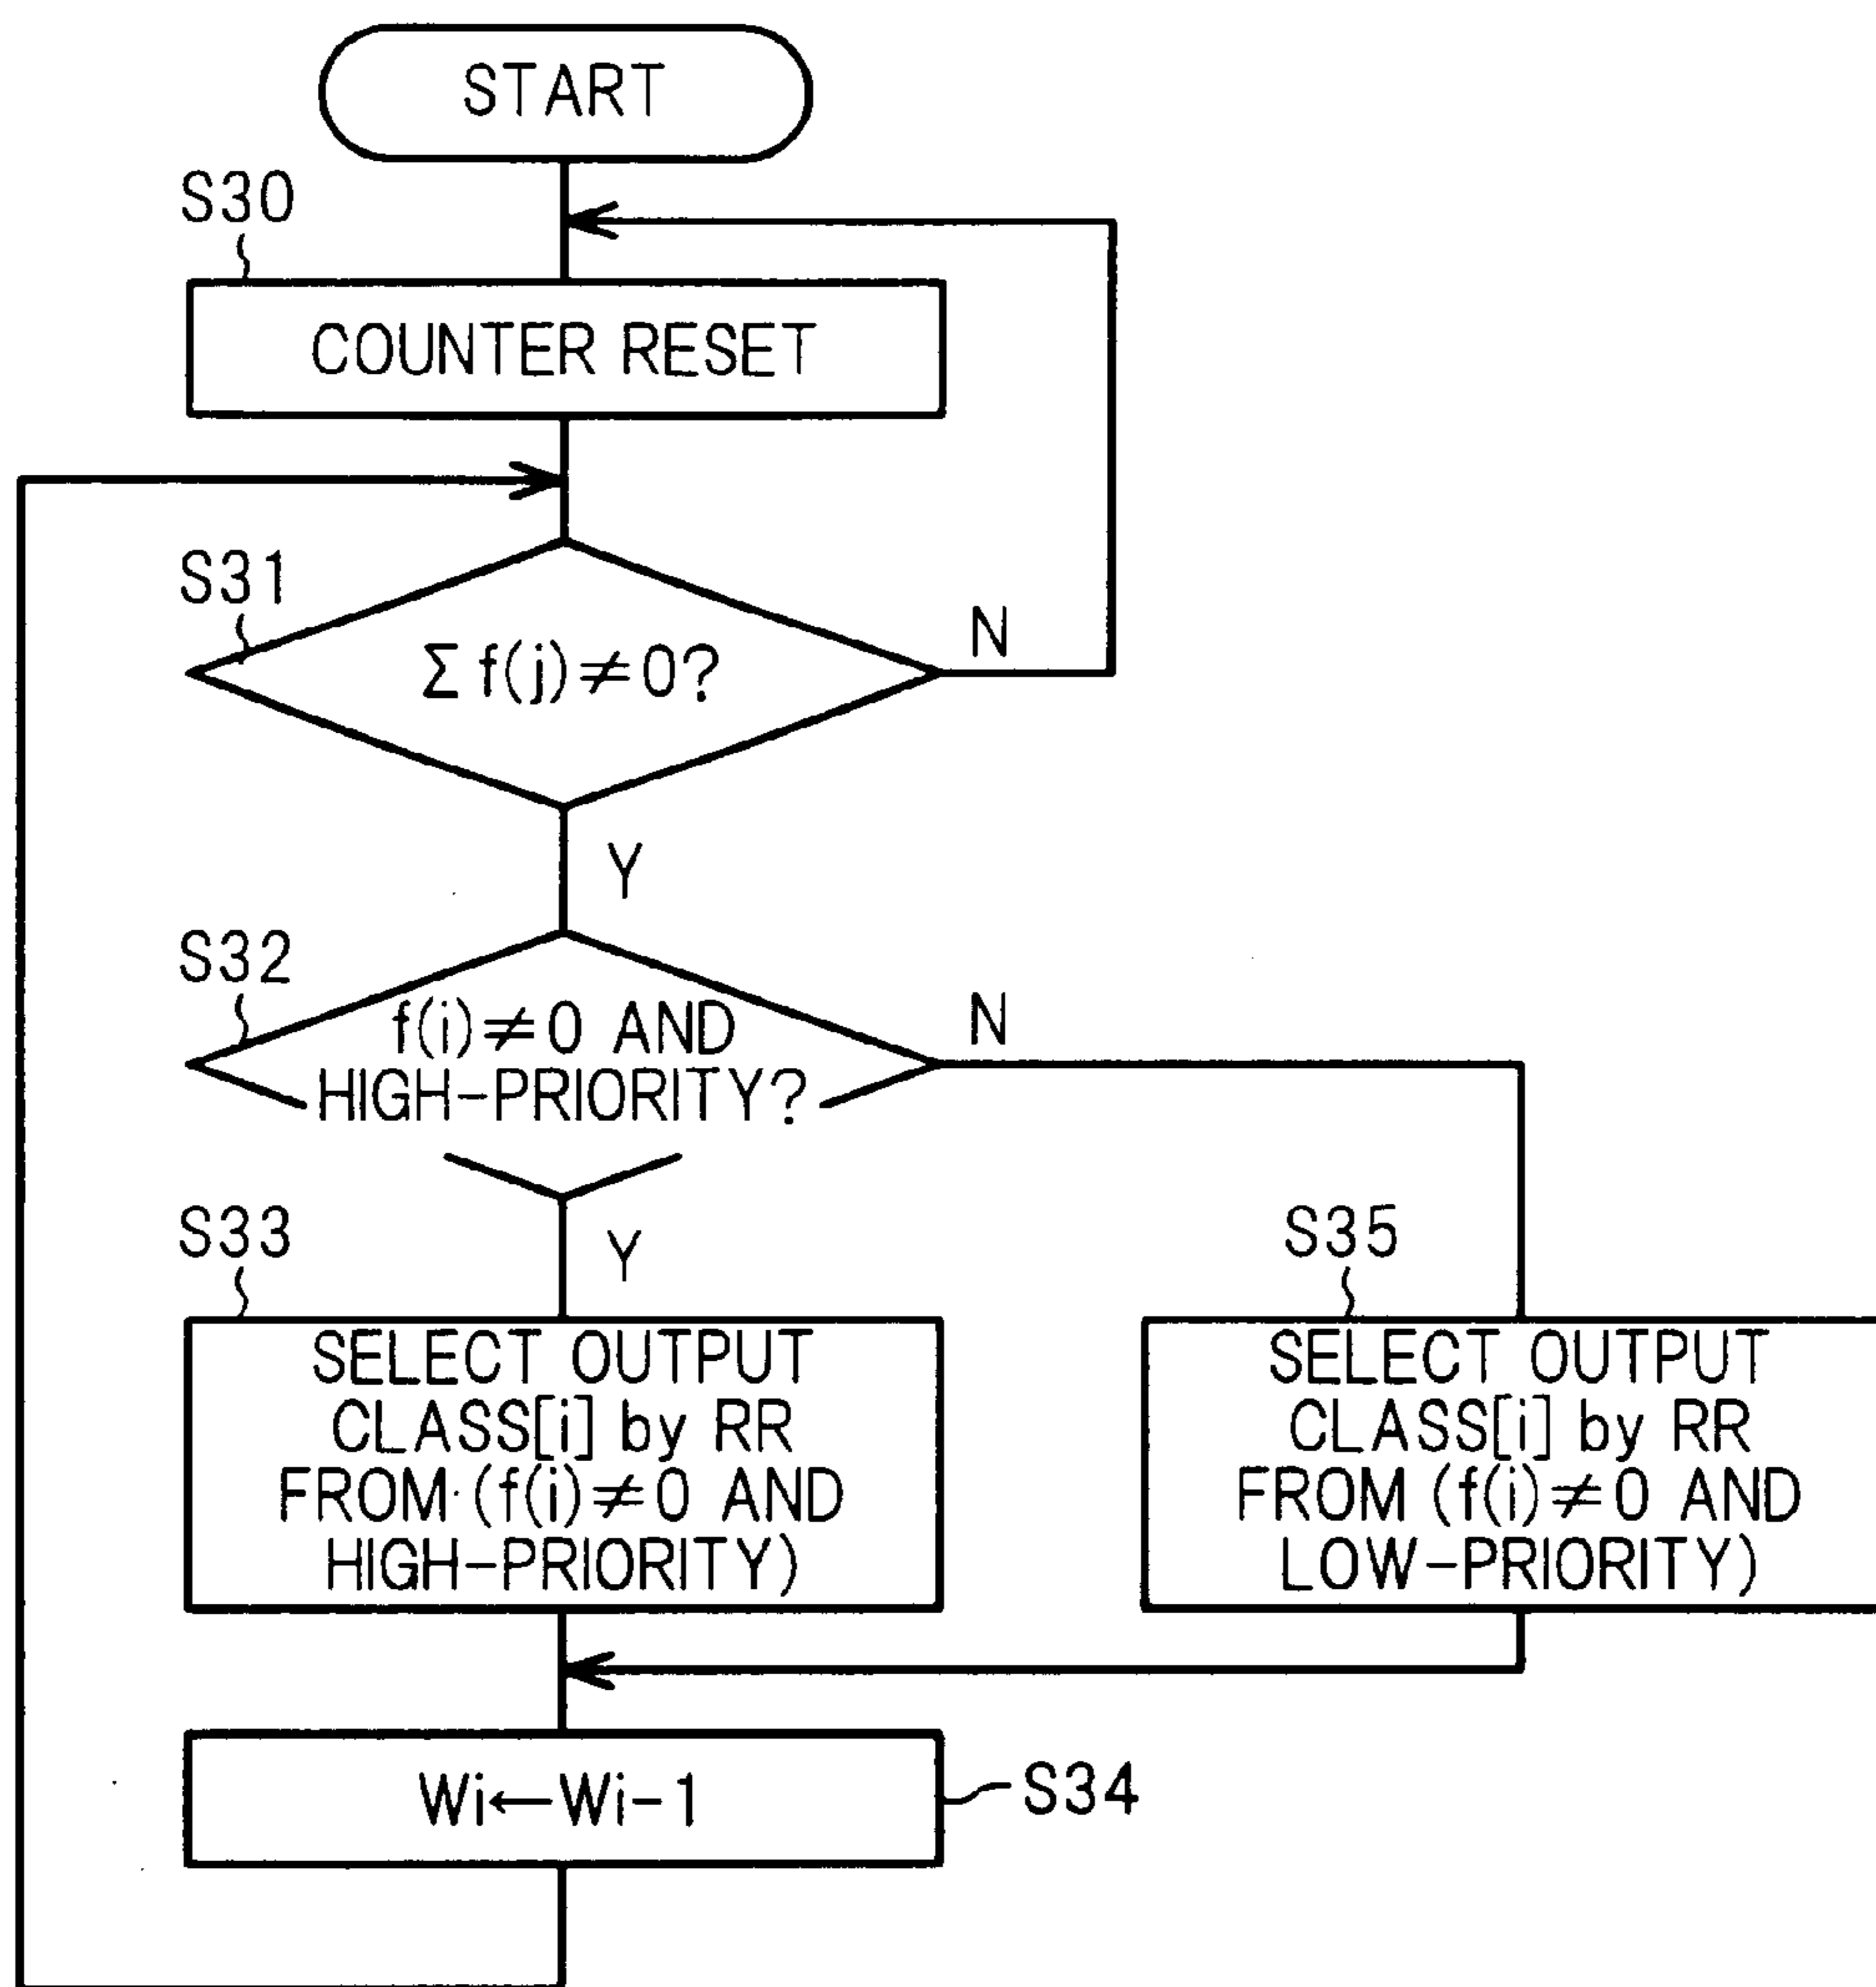 START
S30
COUNTER RESET
S31
Σ f(j)≠0?
N
Y
S32
f(i)≠0 AND
HIGH-PRIORITY?
N
Y
S33
SELECT OUTPUT
CLASS[i] by RR
FROM (f(i)≠0 AND
HIGH-PRIORITY)
S35
SELECT OUTPUT
CLASS[i] by RR
FROM (f(i)≠0 AND
LOW-PRIORITY)
Wi←Wi-1
S34